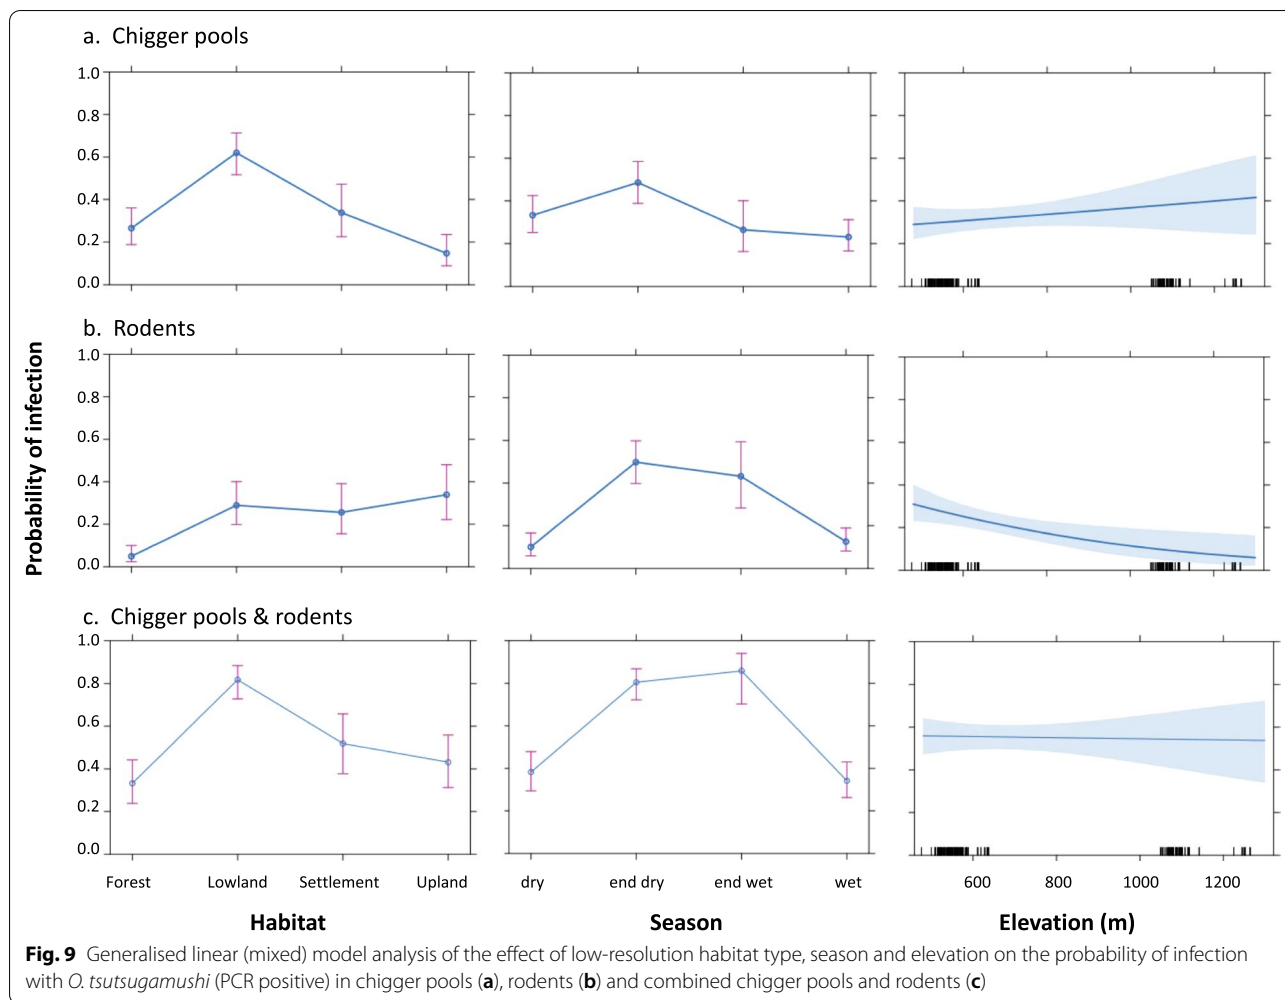 a. Chigger pools
1.0
0.8
0.6
0.4
0.2
0.0
b. Rodents
1.0
0.8
0.6
0.4
0.2
0.0
Probability of infection
c. Chigger pools & rodents
1.0
0.8
0.6
0.4
0.2
0.0
Forest Lowland Settlement Upland
dry end dry end wet wet
600 800 1000 1200
Habitat Season Elevation (m)
Fig. 9 Generalised linear (mixed) model analysis of the effect of low-resolution habitat type, season and elevation on the probability of infection
with O. tsutsugamushi (PCR positive) in chigger pools (a), rodents (b) and combined chigger pools and rodents (c)